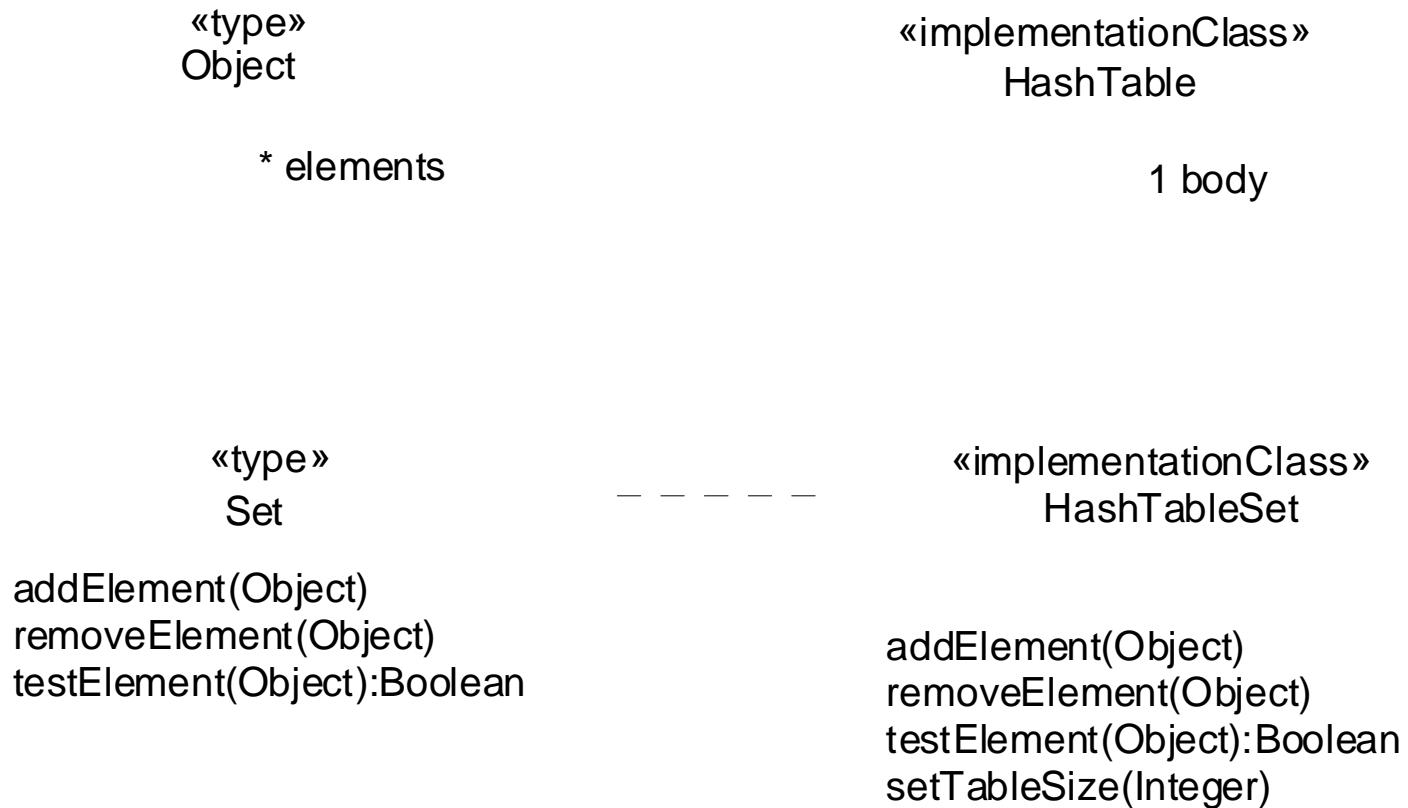 «type»
Object
* elements
«implementationClass»
HashTable
1 body
«type»
Set
addElement(Object)
removeElement(Object)
testElement(Object):Boolean
«implementationClass»
HashTableSet
addElement(Object)
removeElement(Object)
testElement(Object):Boolean
setTableSize(Integer)